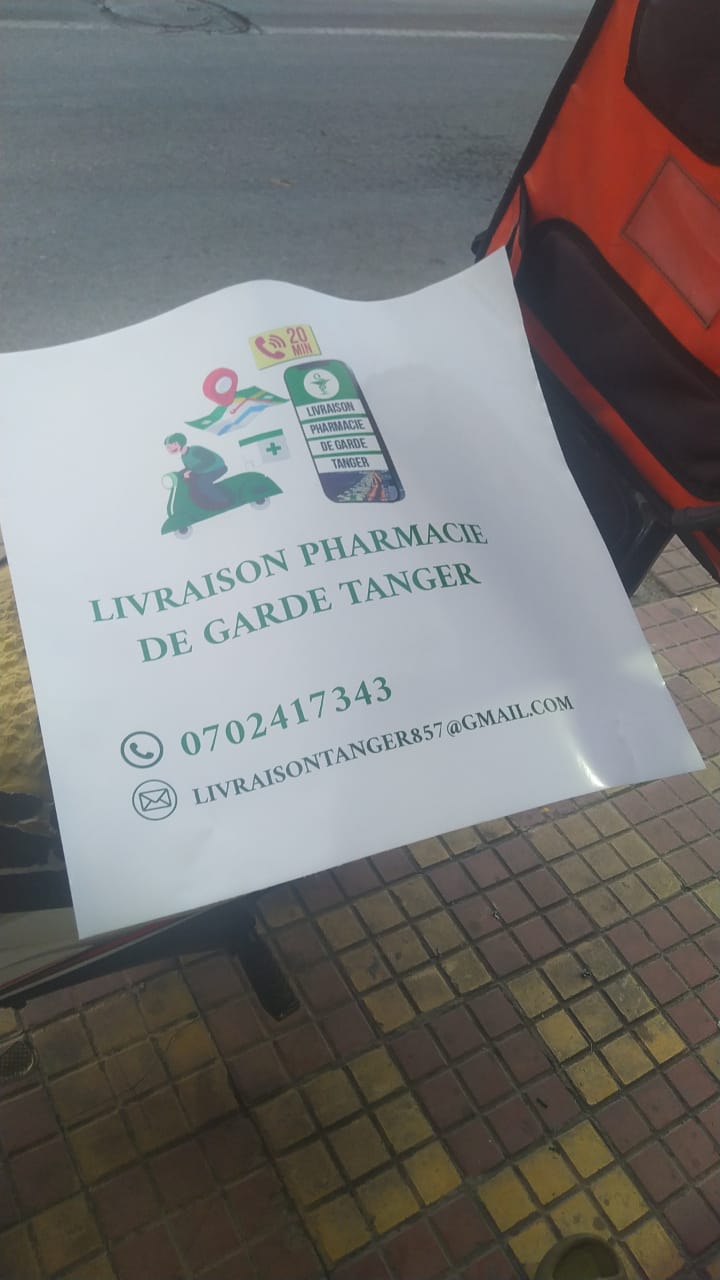 20
MIN
LIVRAISON
PHARMACIE
DE GARDE
TANGER
LIVRAISON PHARMACIE
DE GARDE TANGER
0702417343
LIVRAISONTANGER857@GMAIL.COM